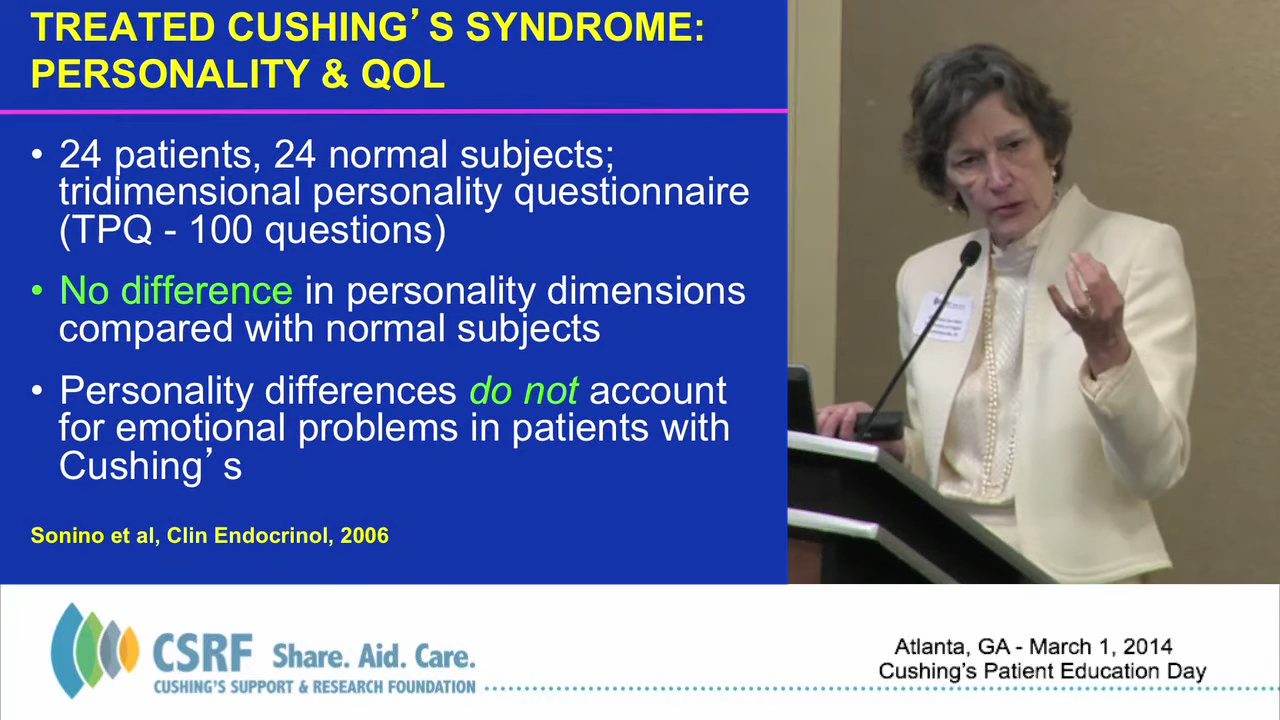 TREATED CUSHING’S SYNDROME:
PERSONALITY & QOL
• 24 patients, 24 normal subjects;
tridimensional personality questionnaire
(TPQ - 100 questions)
• No difference in personality dimensions
compared with normal subjects
• Personality differences do not account
for emotional problems in patients with
Cushing’s
Sonino et al, Clin Endocrinol, 2006
CSRF Share. Aid. Care.
CUSHING'S SUPPORT & RESEARCH FOUNDATION
Atlanta, GA - March 1, 2014
Cushing's Patient Education Day